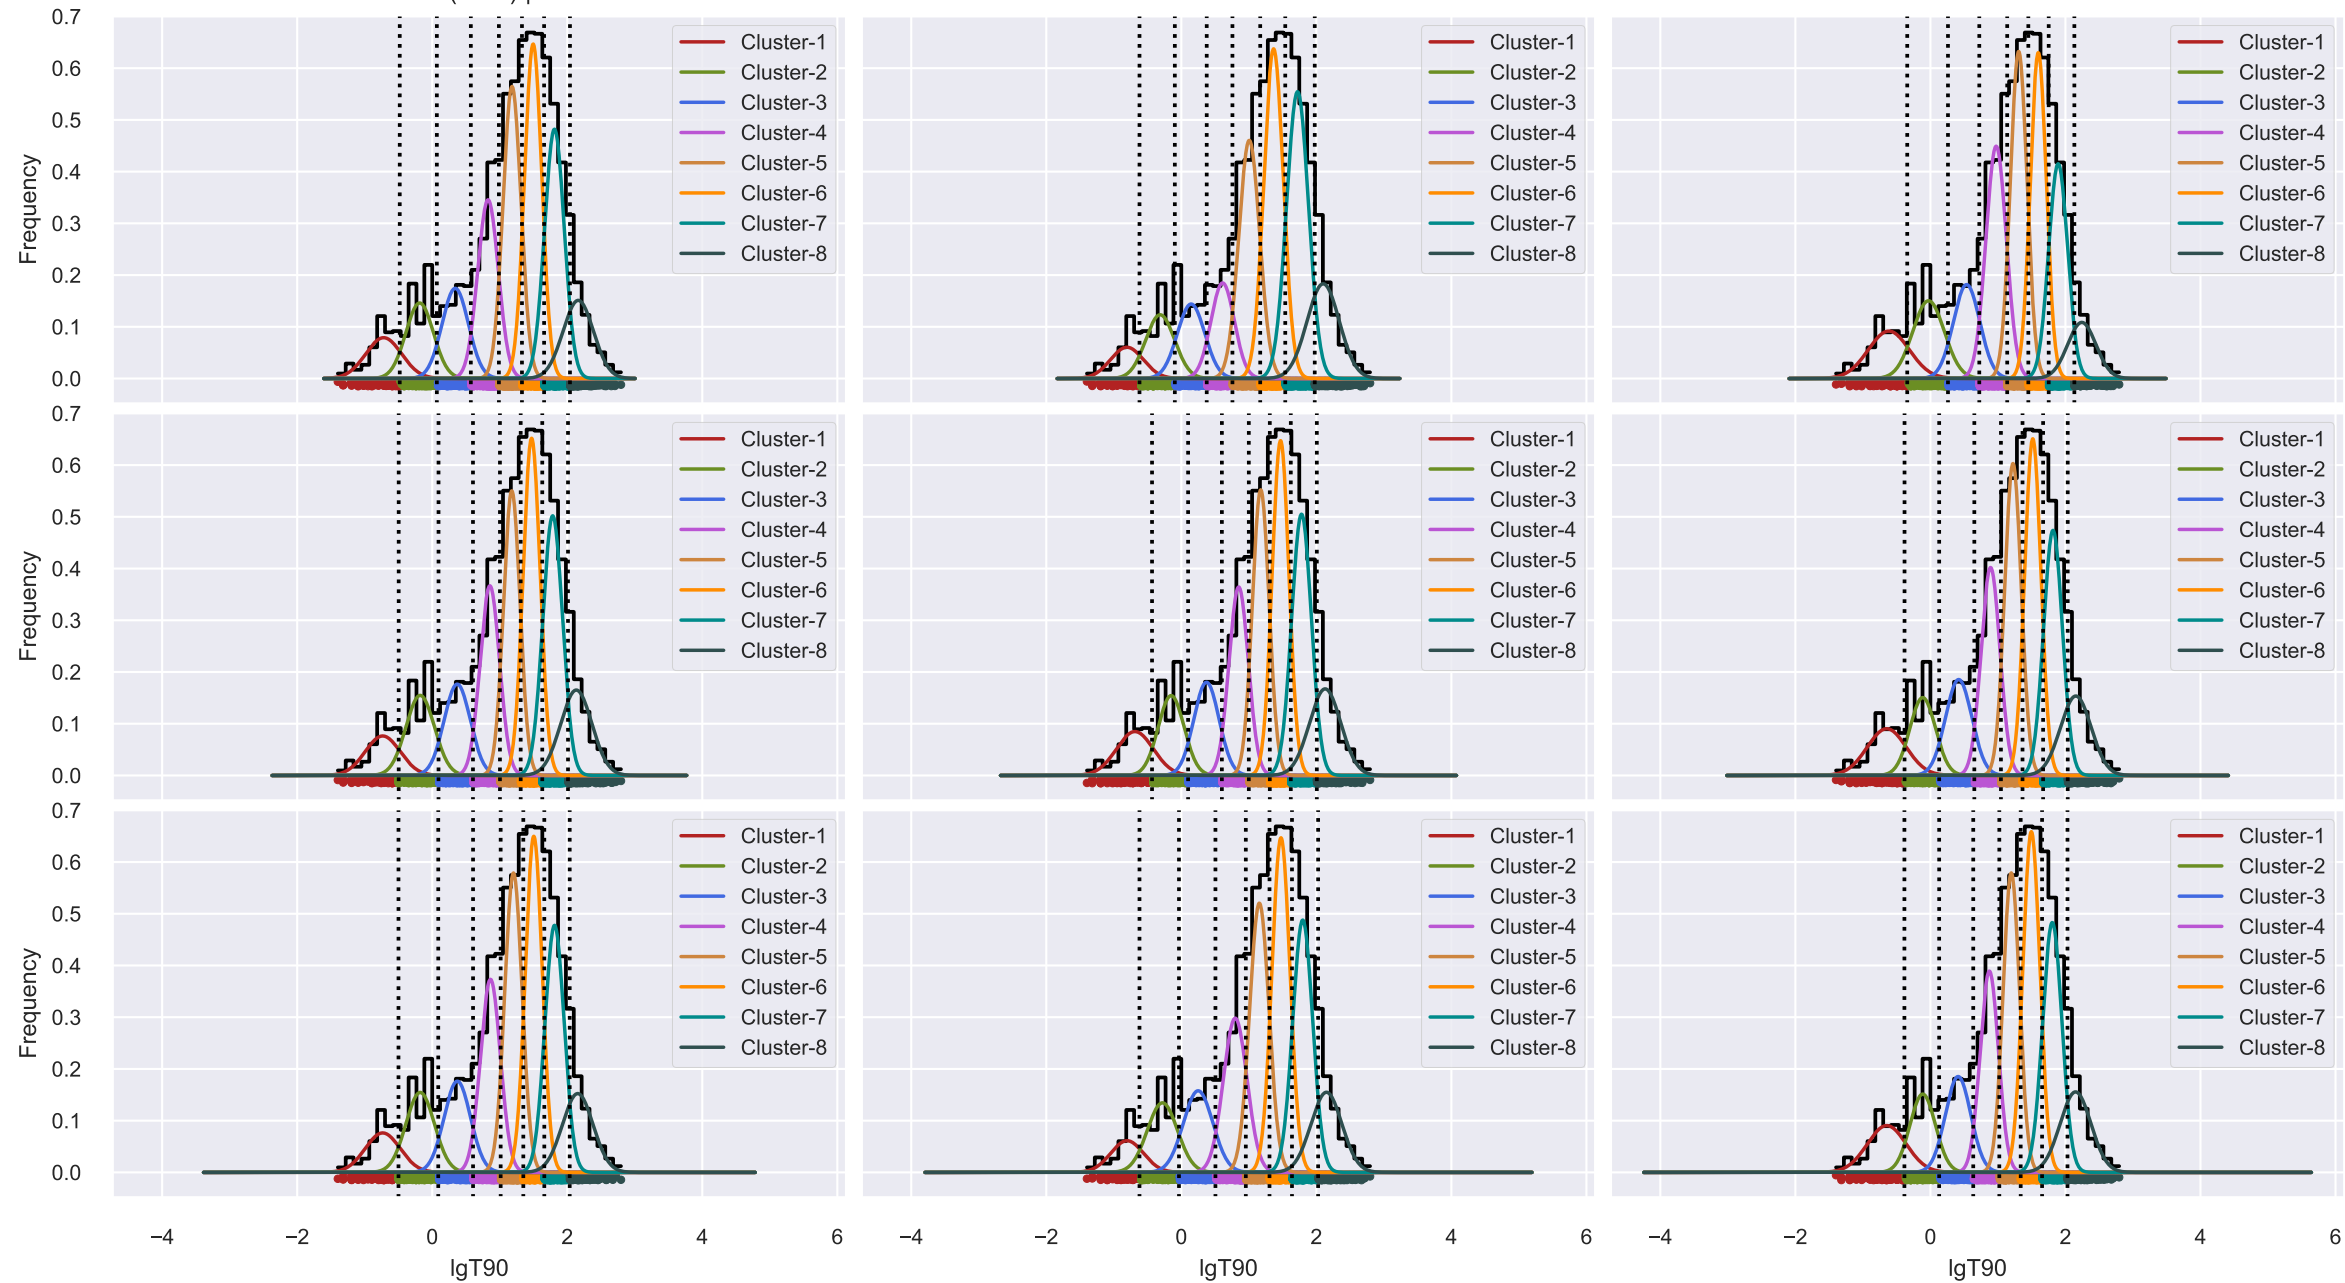 0.7
0.6
0.5
0.4
0.3
0.2
0.1
0.0
Frequency
Cluster-1
Cluster-2
Cluster-3
Cluster-4
Cluster-5
Cluster-6
Cluster-7
Cluster-8
Cluster-1
Cluster-2
Cluster-3
Cluster-4
Cluster-5
Cluster-6
Cluster-7
Cluster-8
Cluster-1
Cluster-2
Cluster-3
Cluster-4
Cluster-5
Cluster-6
Cluster-7
Cluster-8
0.7
0.6
0.5
0.4
0.3
0.2
0.1
0.0
Frequency
Cluster-1
Cluster-2
Cluster-3
Cluster-4
Cluster-5
Cluster-6
Cluster-7
Cluster-8
Cluster-1
Cluster-2
Cluster-3
Cluster-4
Cluster-5
Cluster-6
Cluster-7
Cluster-8
Cluster-1
Cluster-2
Cluster-3
Cluster-4
Cluster-5
Cluster-6
Cluster-7
Cluster-8
0.7
0.6
0.5
0.4
0.3
0.2
0.1
0.0
Frequency
Cluster-1
Cluster-2
Cluster-3
Cluster-4
Cluster-5
Cluster-6
Cluster-7
Cluster-8
Cluster-1
Cluster-2
Cluster-3
Cluster-4
Cluster-5
Cluster-6
Cluster-7
Cluster-8
Cluster-1
Cluster-2
Cluster-3
Cluster-4
Cluster-5
Cluster-6
Cluster-7
Cluster-8
−4 −2 0 2 4 6
−4 −2 0 2 4 6
−4 −2 0 2 4 6
lgT90
lgT90
lgT90